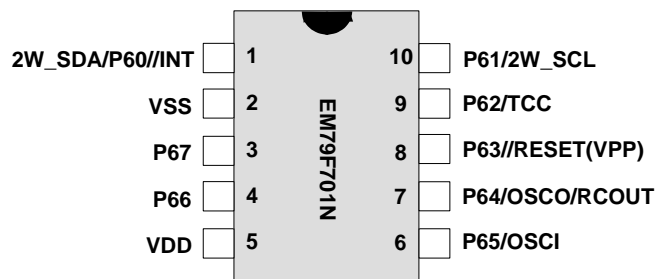 2W_SDA/P60//INT 1 10 P61/2W_SCL
VSS 2 9 P62/TCC
P67 3 8 P63//RESET(VPP)
P66 4 7 P64/OSCO/RCOUT
VDD 5 6 P65/OSCI
EM79F701N